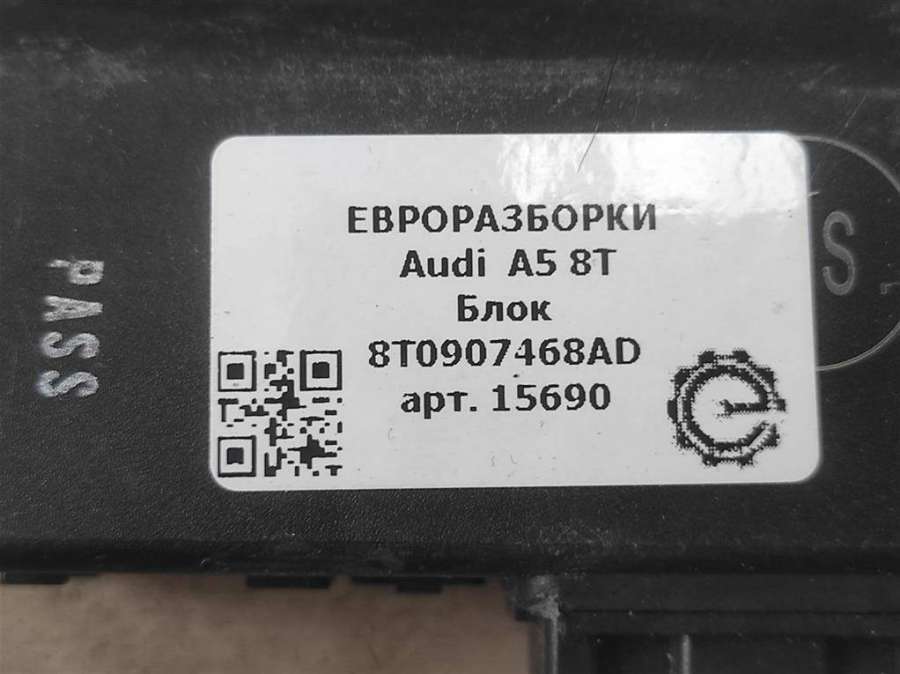 ЕВРОРАЗБОРКИ
Audi A5 8T
Блок
8T0907468AD
арт. 15690
PASS
S